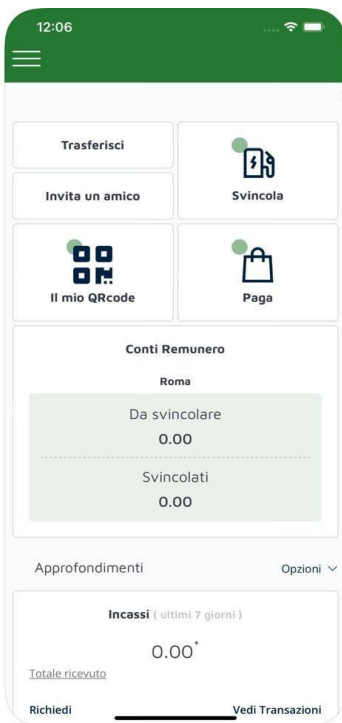 12:06
Trasferisci
Invita un amico
Svincola
Il mio QRcode
Paga
Conti Remunero
Roma
Da svincolare
0.00
Svincolati
0.00
Approfondimenti Opzioni
Incassi ( ultimi 7 giorni )
0.00*
Totale ricevuto
Richiedi Vedi Transazioni